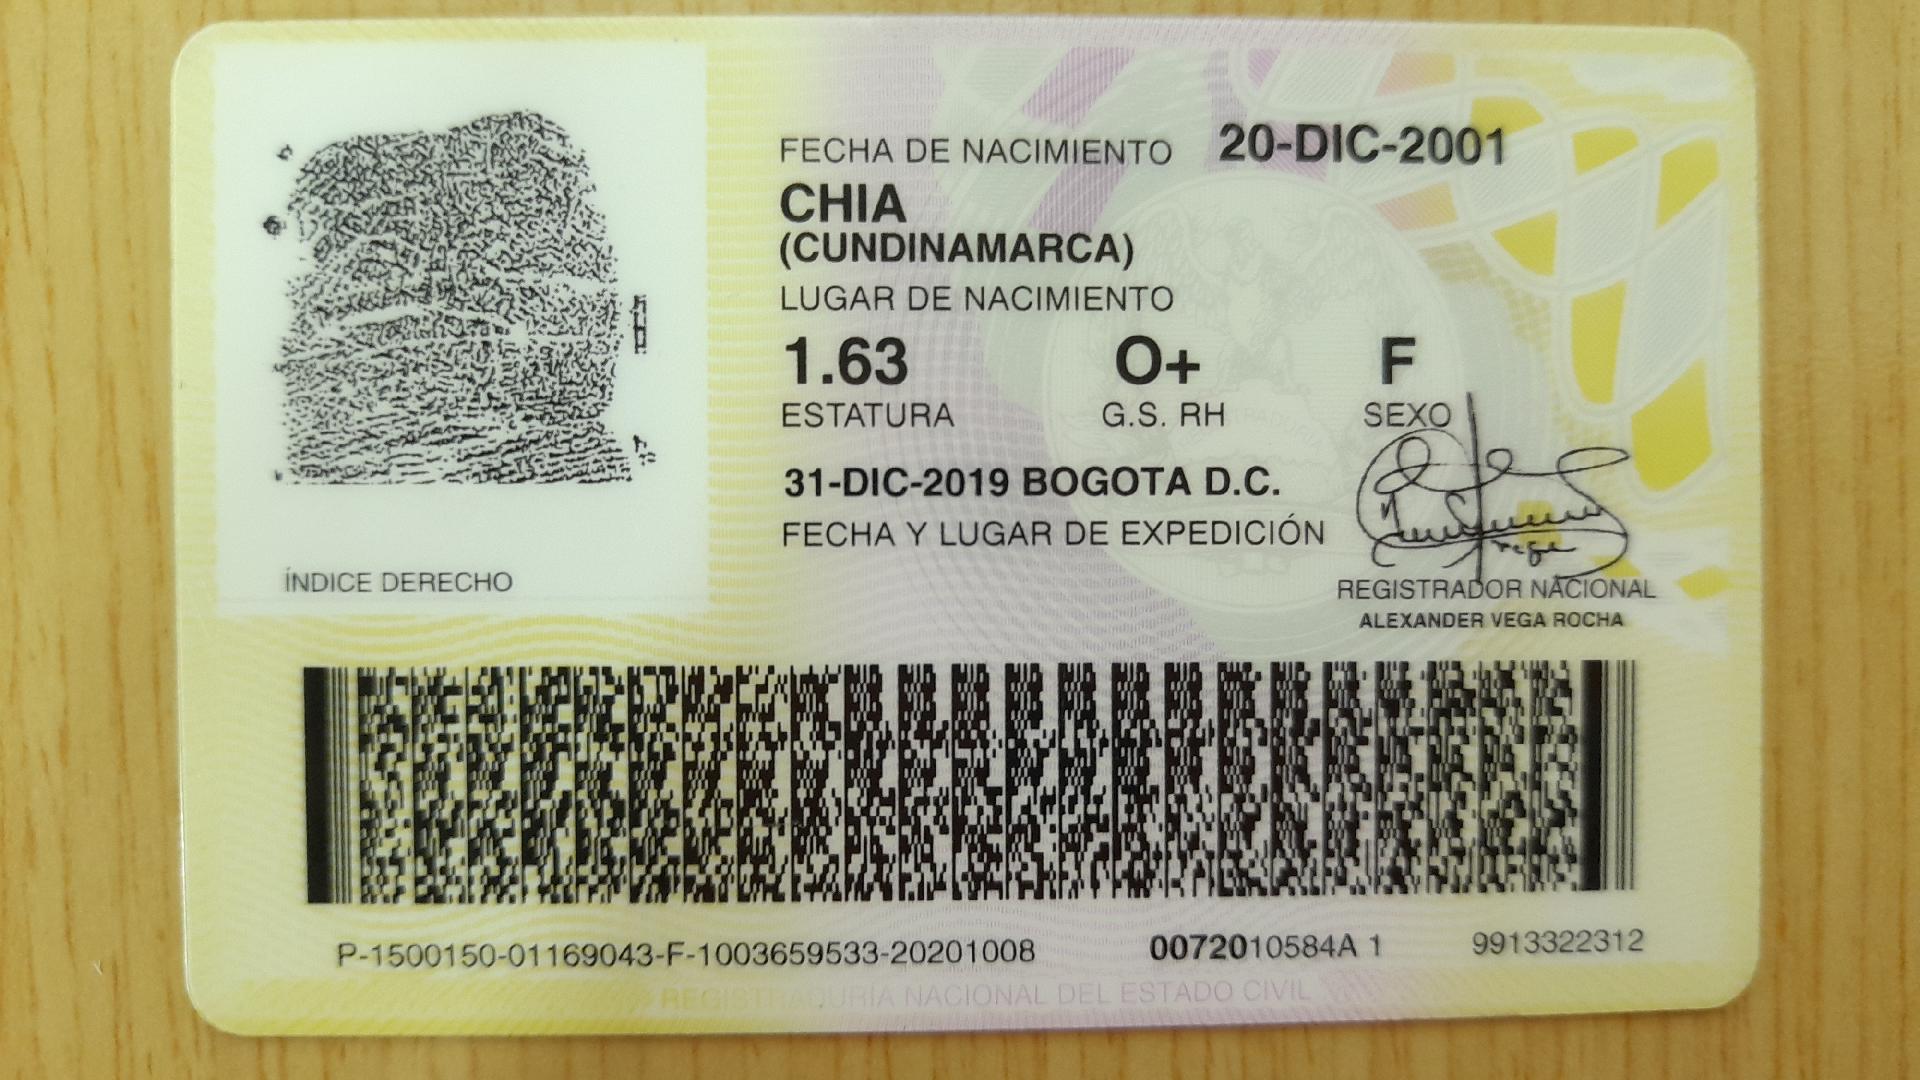 FECHA DE NACIMIENTO 20-DIC-2001
CHIA
(CUNDINAMARCA)
LUGAR DE NACIMIENTO
1.63 O+ F
ESTATURA G.S. RH SEXO
31-DIC-2019 BOGOTA D.C.
FECHA Y LUGAR DE EXPEDICIÓN
ÍNDICE DERECHO
REGISTRADOR NACIONAL
ALEXANDER VEGA ROCHA
P-1500150-01169043-F-1003659533-20201008 0072010584A 1 9913322312
REGISTRADURÍA NACIONAL DEL ESTADO CIVIL